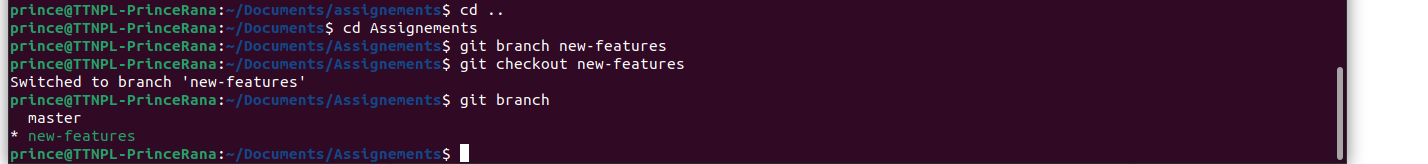 prince@TTNPL-PrinceRana:~/Documents/assignements$ cd ..
prince@TTNPL-PrinceRana:~/Documents$ cd Assignements
prince@TTNPL-PrinceRana:~/Documents/Assignements$ git branch new-features
prince@TTNPL-PrinceRana:~/Documents/Assignements$ git checkout new-features
Switched to branch 'new-features'
prince@TTNPL-PrinceRana:~/Documents/Assignements$ git branch
  master
* new-features
prince@TTNPL-PrinceRana:~/Documents/Assignements$